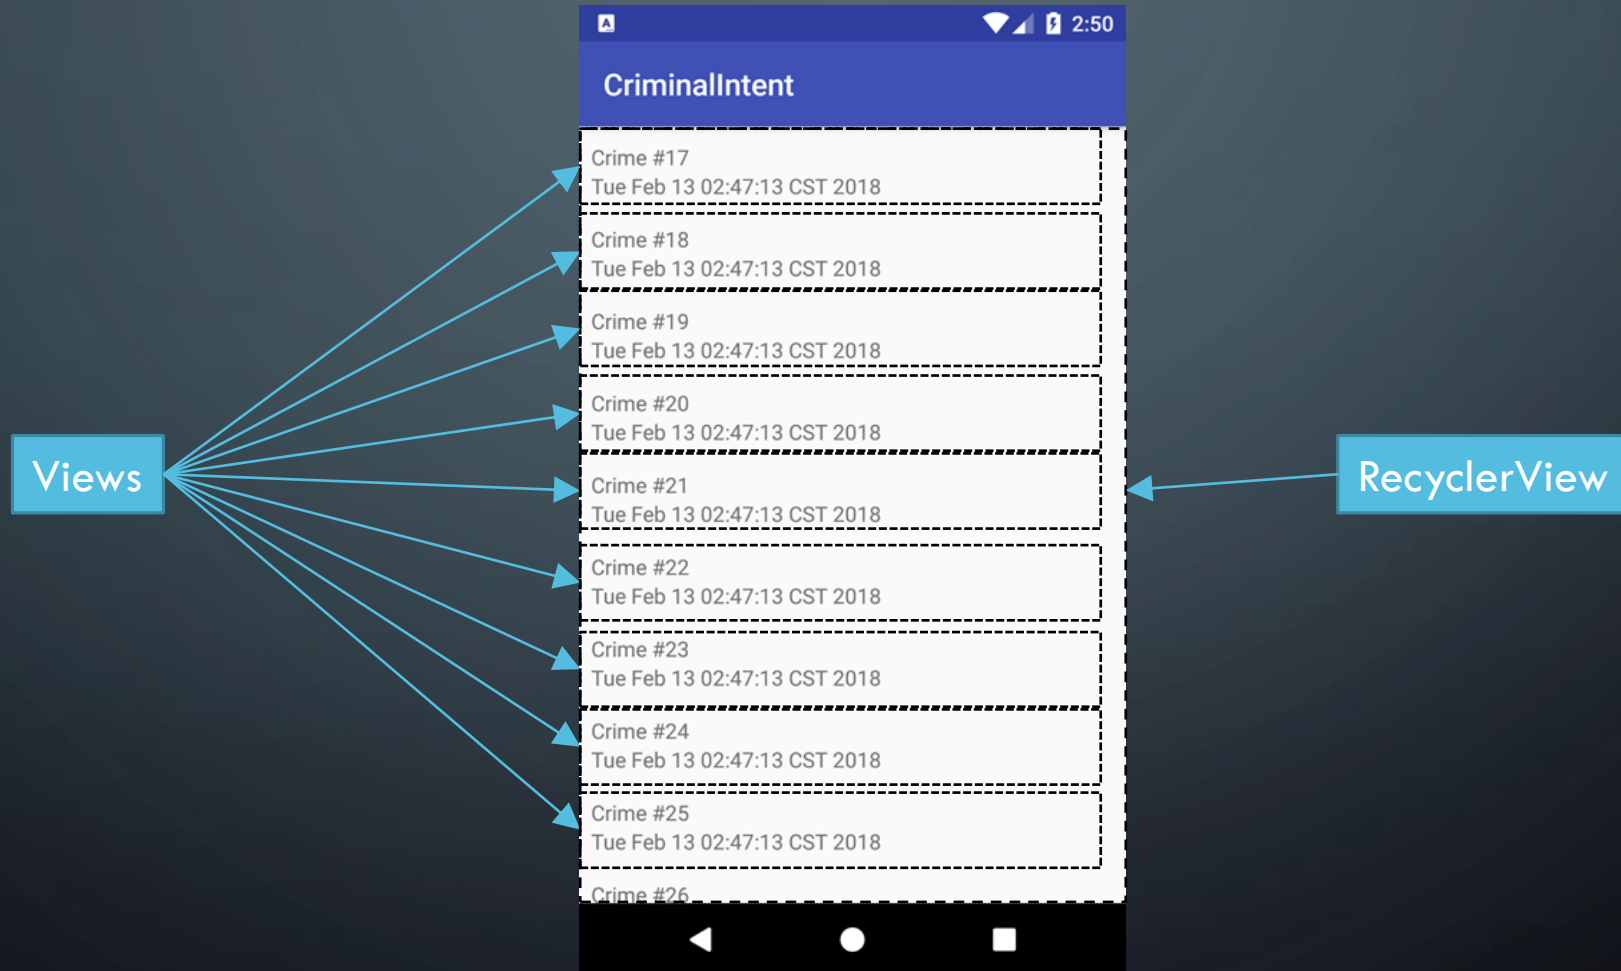 A
2:50
CriminalIntent
Crime #17
Tue Feb 13 02:47:13 CST 2018
Crime #18
Tue Feb 13 02:47:13 CST 2018
Crime #19
Tue Feb 13 02:47:13 CST 2018
Crime #20
Tue Feb 13 02:47:13 CST 2018
Crime #21
Tue Feb 13 02:47:13 CST 2018
Crime #22
Tue Feb 13 02:47:13 CST 2018
Crime #23
Tue Feb 13 02:47:13 CST 2018
Crime #24
Tue Feb 13 02:47:13 CST 2018
Crime #25
Tue Feb 13 02:47:13 CST 2018
Crime #26
Views
RecyclerView